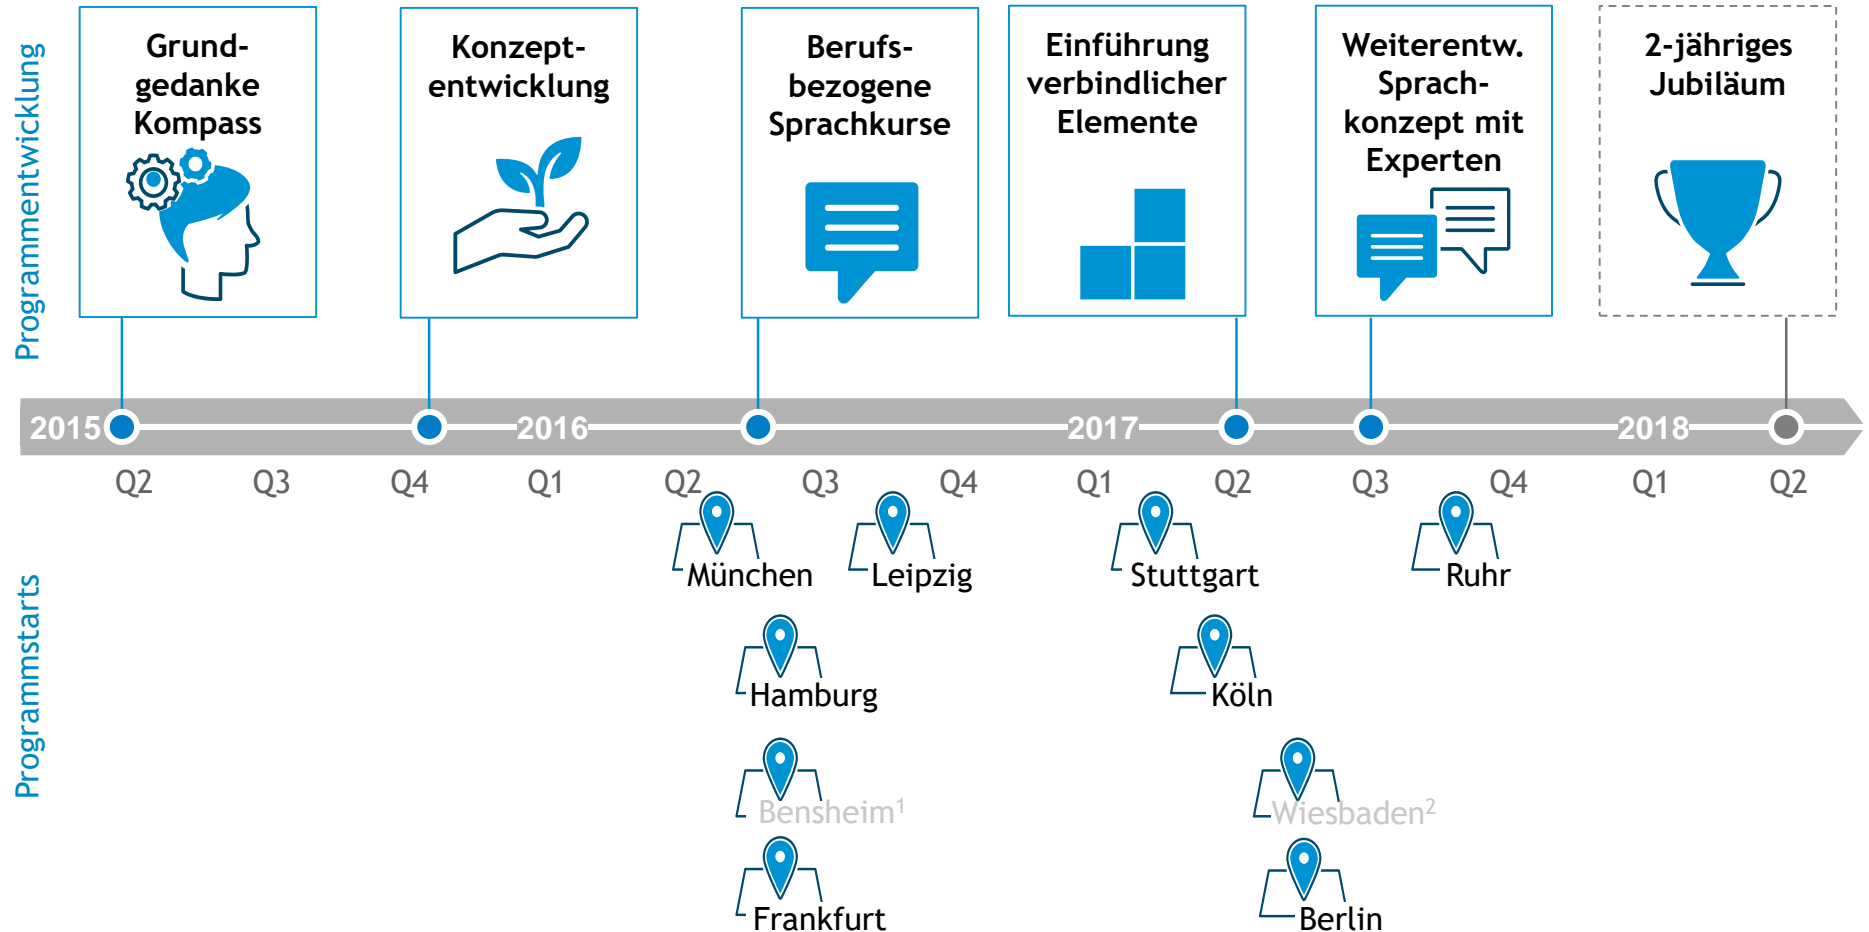 Programmentwicklung
Grund-
gedanke
Kompass
Konzept-
entwicklung
Berufs-
bezogene
Sprachkurse
Einführung
verbindlicher
Elemente
Weiterentw.
Sprach-
konzept mit
Experten
2-jähriges
Jubiläum
2015 2016 2017 2018
Q2 Q3 Q4 Q1 Q2 Q3 Q4 Q1 Q2 Q3 Q4 Q1 Q2
Programmstarts
München Leipzig Stuttgart Ruhr
Hamburg Köln
Bensheim¹ Wiesbaden²
Frankfurt Berlin